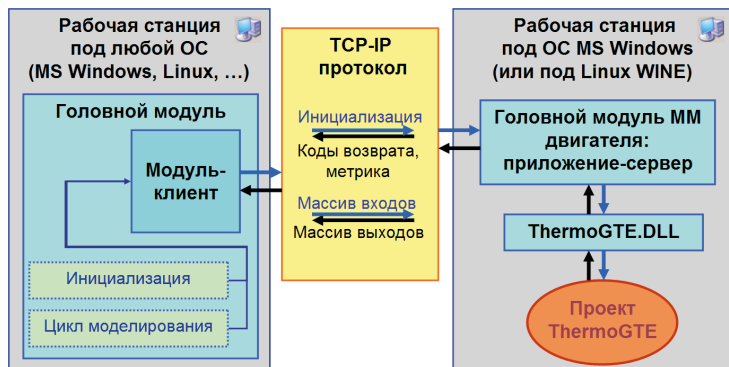 Рабочая станция
под любой ОС
(MS Windows, Linux, ...)
Головной модуль
Модуль-
клиент
Инициализация
Цикл моделирования
TCP-IP
протокол
Инициализация
Коды возврата,
метрика
Массив входов
Массив выходов
Рабочая станция
под ОС MS Windows
(или под Linux WINE)
Головной модуль ММ
двигателя:
приложение-сервер
ThermoGTE.DLL
Проект
ThermoGTE